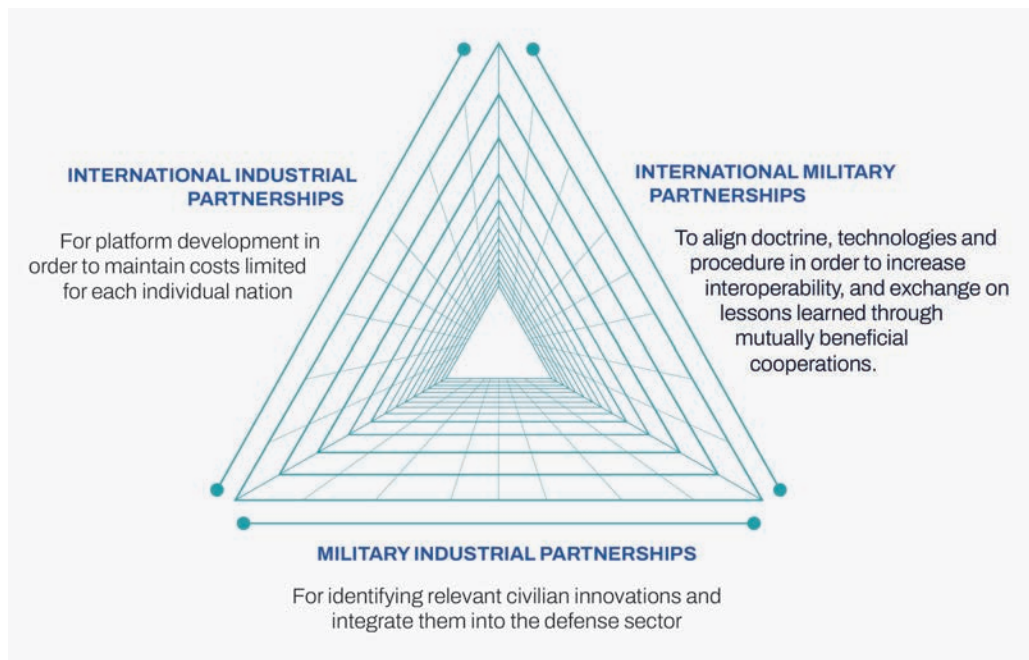 INTERNATIONAL INDUSTRIAL
PARTNERSHIPS
For platform development in
order to maintain costs limited
for each individual nation
INTERNATIONAL MILITARY
PARTNERSHIPS
To align doctrine, technologies and
procedure in order to increase
interoperability, and exchange on
lessons learned through
mutually beneficial
cooperations.
MILITARY INDUSTRIAL PARTNERSHIPS
For identifying relevant civilian innovations and
integrate them into the defense sector